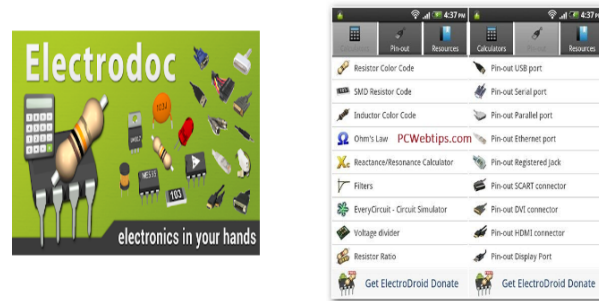 Electrodoc
103
electronics in your hands
4:37 PM
Calculators Pin-out Resources
Resistor Color Code
SMD Resistor Code
Inductor Color Code
Ohm's Law
Reactance/Resonance Calculator
Filters
EveryCircuit - Circuit Simulator
Voltage divider
Resistor Ratio
Get ElectroDroid Donate
PCWebtips.com
4:37 PM
Calculators Pin-out Resources
Pin-out USB port
Pin-out Serial port
Pin-out Parallel port
Pin-out Ethernet port
Pin-out Registered Jack
Pin-out SCART connector
Pin-out DVI connector
Pin-out HDMI connector
Pin-out Display Port
Get ElectroDroid Donate